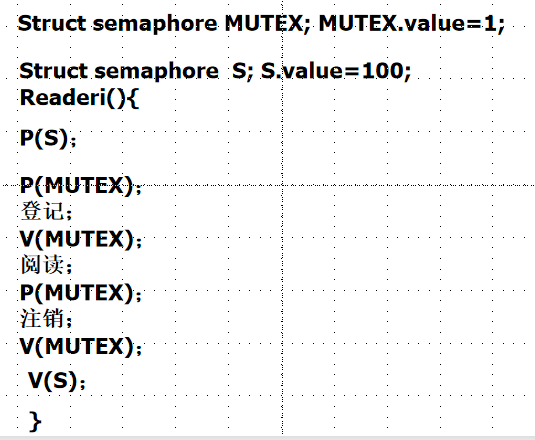 Struct semaphore MUTEX; MUTEX.value=1;
Struct semaphore S; S.value=100;
Readeri(){
P(S)；
P(MUTEX)；
登记；
V(MUTEX)；
阅读；
P(MUTEX)；
注销；
V(MUTEX)；
V(S)；
}